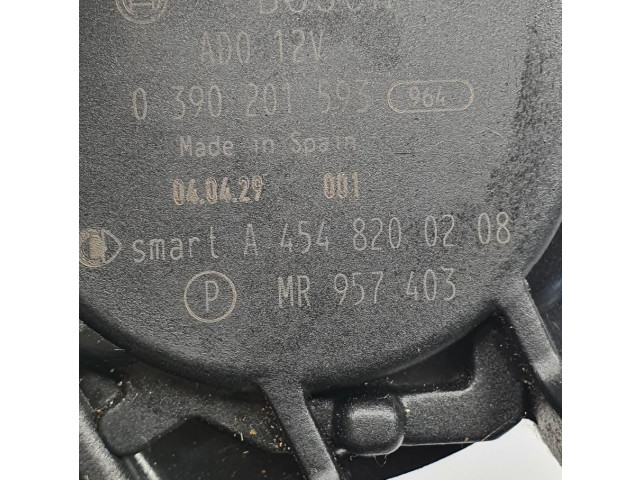 BOSCH
ADO 12V
0 390 201 593 964
Made in Spain
04.04.29 001
smart A 454 820 02 08
P MR 957 403